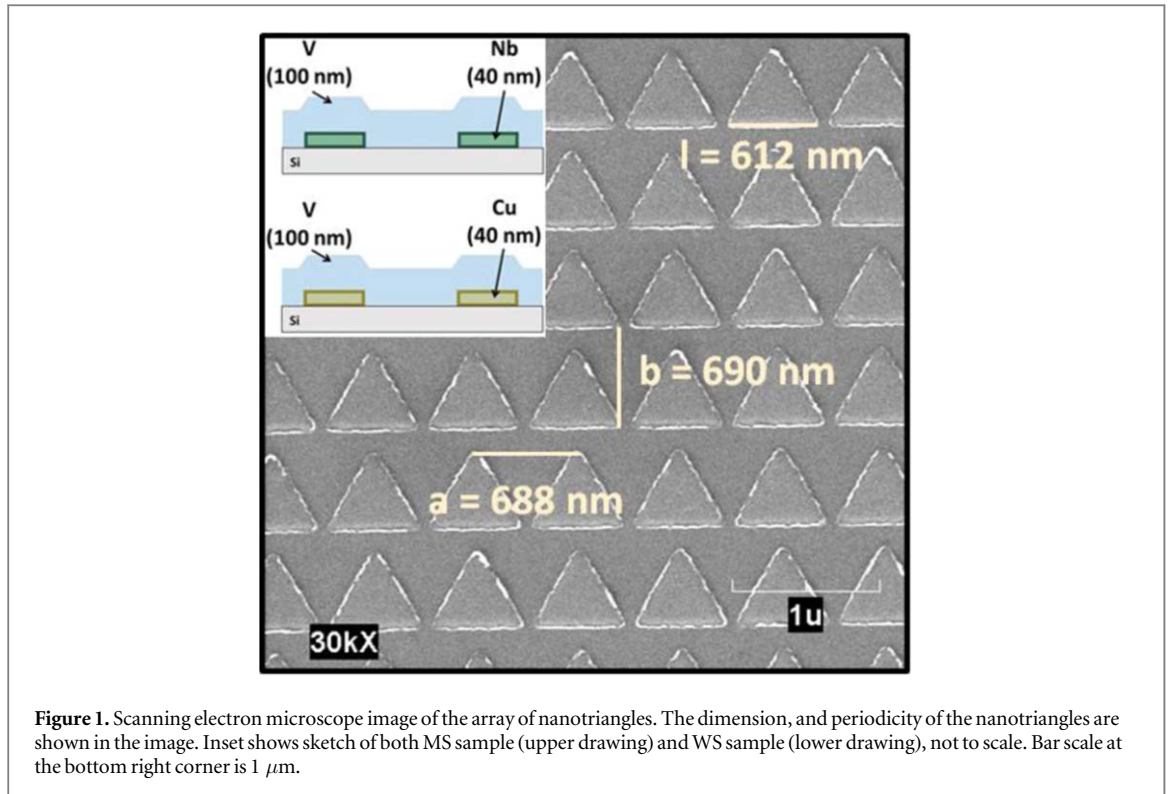 V
(100 nm)
Nb
(40 nm)
Si
V
(100 nm)
Cu
(40 nm)
Si
l = 612 nm
b = 690 nm
a = 688 nm
1u
30kX
Figure 1. Scanning electron microscope image of the array of nanotriangles. The dimension, and periodicity of the nanotriangles are
shown in the image. Inset shows sketch of both MS sample (upper drawing) and WS sample (lower drawing), not to scale. Bar scale at
the bottom right corner is 1 μm.